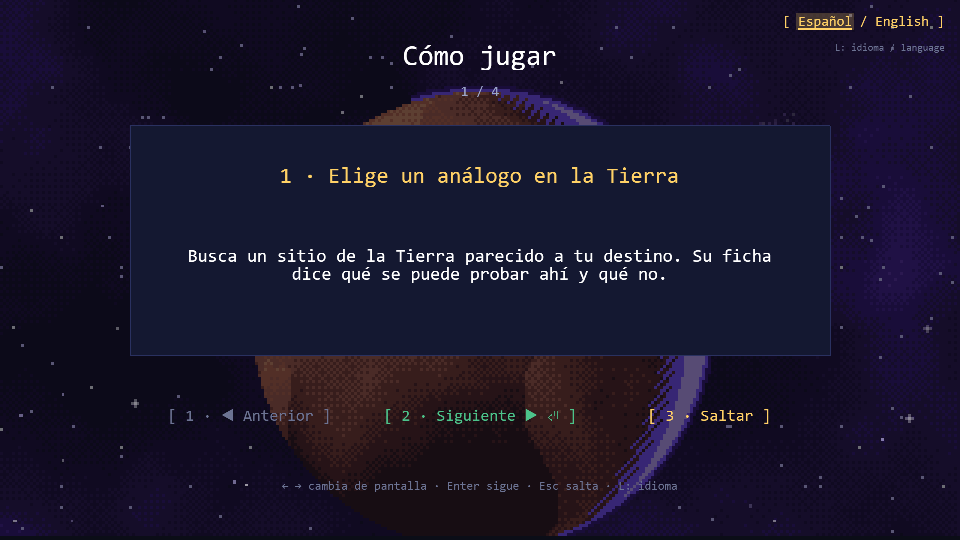 [ Español / English ]
L: idioma / language
Cómo jugar
1 / 4
1 · Elige un análogo en la Tierra
Busca un sitio de la Tierra parecido a tu destino. Su ficha
dice qué se puede probar ahí y qué no.
[ 1 · ◀ Anterior ] [ 2 · Siguiente ▶ ⏎ ] [ 3 · Saltar ]
← → cambia de pantalla · Enter sigue · Esc salta · L: idioma